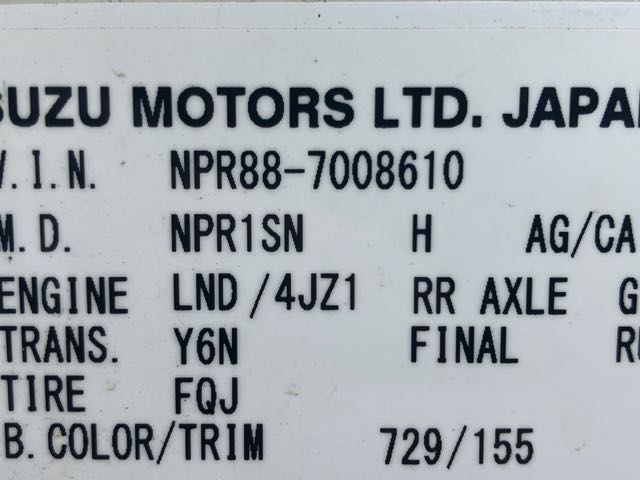 SUZU MOTORS LTD. JAPAN
V.I.N. NPR88-7008610
M.D. NPR1SN H AG/CA
ENGINE LND/4JZ1 RR AXLE G
TRANS. Y6N FINAL R
TIRE FQJ
B.COLOR/TRIM 729/155